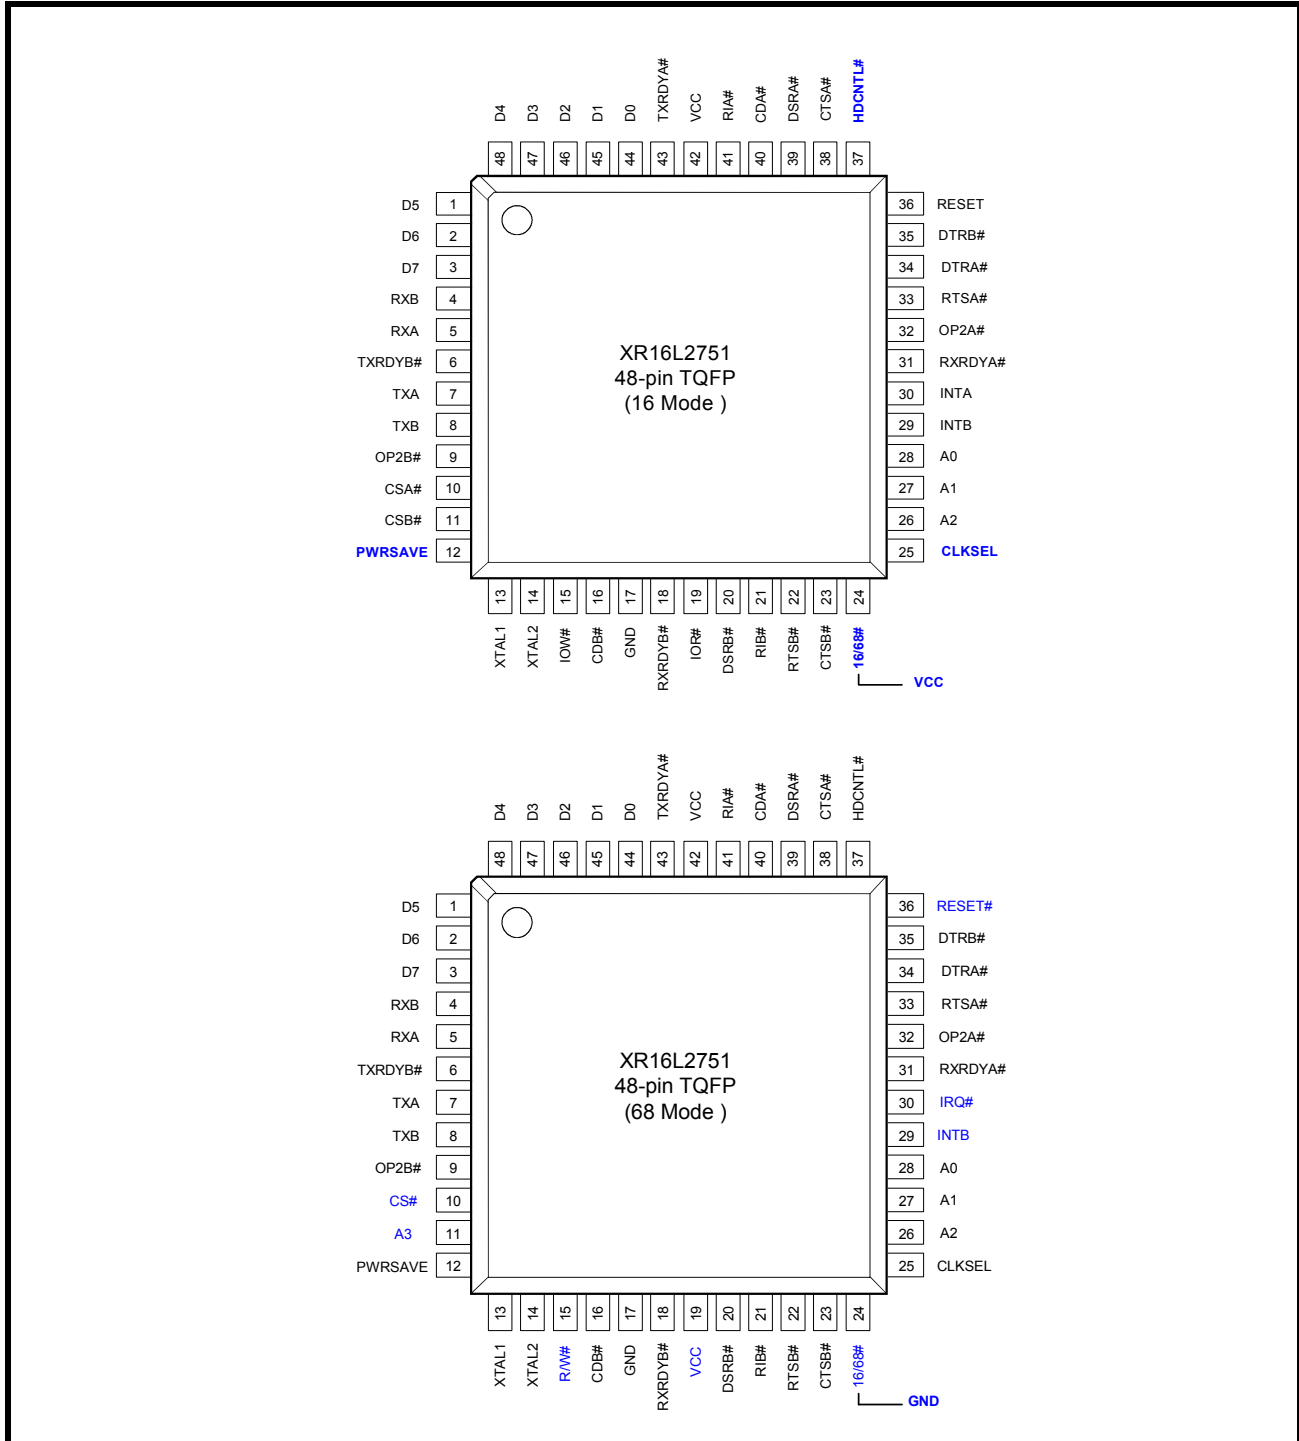 D4 D3 D2 D1 D0 TXRDYA# VCC RIA# CDA# DSRA# CTSA# HDCNTL#
48 47 46 45 44 43 42 41 40 39 38 37
D5 1 36 RESET
D6 2 35 DTRB#
D7 3 34 DTRA#
RXB 4 33 RTSA#
RXA 5 32 OP2A#
TXRDYB# 6 31 RXRDYA#
TXA 7 30 INTA
TXB 8 29 INTB
OP2B# 9 28 A0
CSA# 10 27 A1
CSB# 11 26 A2
PWRSAVE 12 25 CLKSEL
XR16L2751
48-pin TQFP
(16 Mode )
13 14 15 16 17 18 19 20 21 22 23 24
XTAL1 XTAL2 IOW# CDB# GND RXRDYB# IOR# DSRB# RIB# RTSB# CTSB# 16/68#
VCC
D4 D3 D2 D1 D0 TXRDYA# VCC RIA# CDA# DSRA# CTSA# HDCNTL#
48 47 46 45 44 43 42 41 40 39 38 37
D5 1 36 RESET#
D6 2 35 DTRB#
D7 3 34 DTRA#
RXB 4 33 RTSA#
RXA 5 32 OP2A#
TXRDYB# 6 31 RXRDYA#
TXA 7 30 IRQ#
TXB 8 29 INTB
OP2B# 9 28 A0
CS# 10 27 A1
A3 11 26 A2
PWRSAVE 12 25 CLKSEL
XR16L2751
48-pin TQFP
(68 Mode )
13 14 15 16 17 18 19 20 21 22 23 24
XTAL1 XTAL2 R/W# CDB# GND RXRDYB# VCC DSRB# RIB# RTSB# CTSB# 16/68#
GND